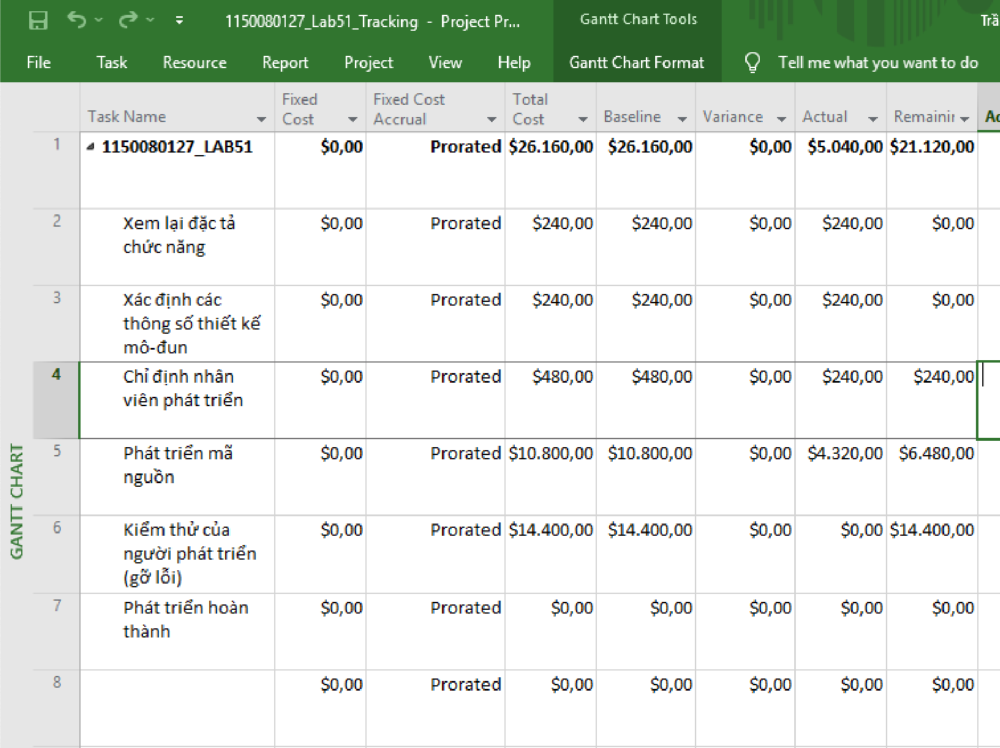 1150080127_Lab51_Tracking - Project Pr...
Gantt Chart Tools
File Task Resource Report Project View Help Gantt Chart Format Tell me what you want to do
Task Name Fixed Cost Fixed Cost Accrual Total Cost Baseline Variance Actual
1 1150080127_LAB51 $0,00 Prorated $26.160,00 $26.160,00 $0,00 $5.040,00 $21.120,00
2 Xem lại đặc tả $0,00 Prorated $240,00 $240,00 $0,00 $240,00 $0,00
chức năng
3 Xác định các $0,00 Prorated $240,00 $240,00 $0,00 $240,00 $0,00
thông số thiết kế
mô-đun
4 Chỉ định nhân $0,00 Prorated $480,00 $480,00 $0,00 $240,00 $240,00
viên phát triển
5 Phát triển mã $0,00 Prorated $10.800,00 $10.800,00 $0,00 $4.320,00 $6.480,00
nguồn
6 Kiểm thử của $0,00 Prorated $14.400,00 $14.400,00 $0,00 $0,00 $14.400,00
người phát triển
(gỡ lỗi)
7 Phát triển hoàn $0,00 Prorated $0,00 $0,00 $0,00 $0,00 $0,00
thành
8 $0,00 Prorated $0,00 $0,00 $0,00 $0,00 $0,00
GANTT CHART